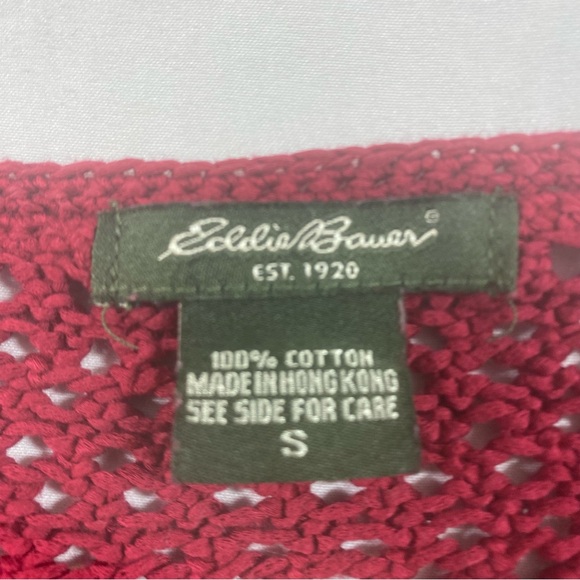 Eddie Bauer®
EST. 1920
100% COTTON
MADE IN HONG KONG
SEE SIDE FOR CARE
S